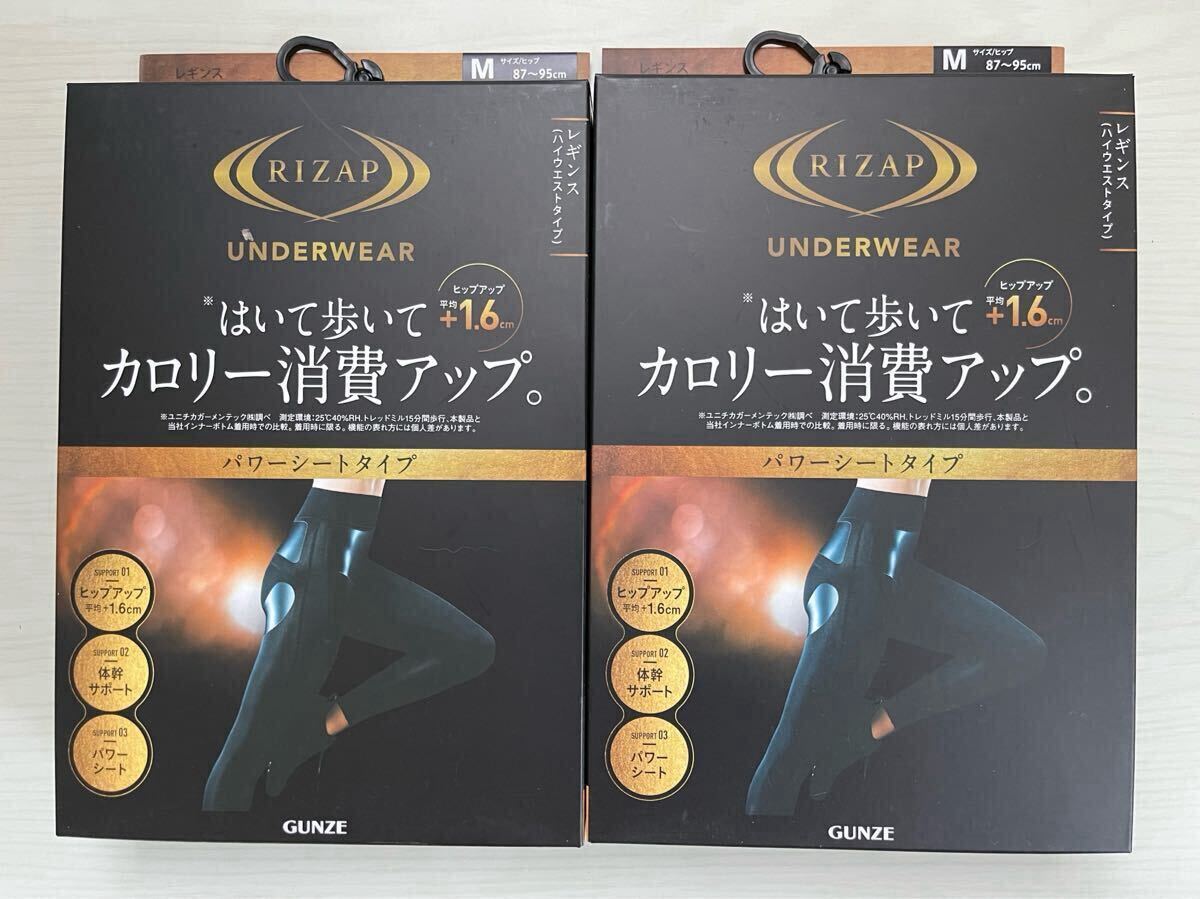 レギンス
M
サイズ/ヒップ
87〜95cm
レギンス
(ハイウエストタイプ)
RIZAP
UNDERWEAR
ヒップアップ
平均
+1.6cm
※はいて歩いて
カロリー消費アップ。
※ユニチカガーメンテック㈱調べ 測定環境:25℃40%RH、トレッドミル15分間歩行、本製品と
当社インナーボトム着用時での比較。着用時に限る。機能の表れ方には個人差があります。
パワーシートタイプ
SUPPORT 01
ヒップアップ
平均+1.6cm
SUPPORT 02
体幹
サポート
SUPPORT 03
パワー
シート
GUNZE
レギンス
M
サイズ/ヒップ
87〜95cm
レギンス
(ハイウエストタイプ)
RIZAP
UNDERWEAR
ヒップアップ
平均
+1.6cm
※はいて歩いて
カロリー消費アップ。
※ユニチカガーメンテック㈱調べ 測定環境:25℃40%RH、トレッドミル15分間歩行、本製品と
当社インナーボトム着用時での比較。着用時に限る。機能の表れ方には個人差があります。
パワーシートタイプ
SUPPORT 01
ヒップアップ
平均+1.6cm
SUPPORT 02
体幹
サポート
SUPPORT 03
パワー
シート
GUNZE